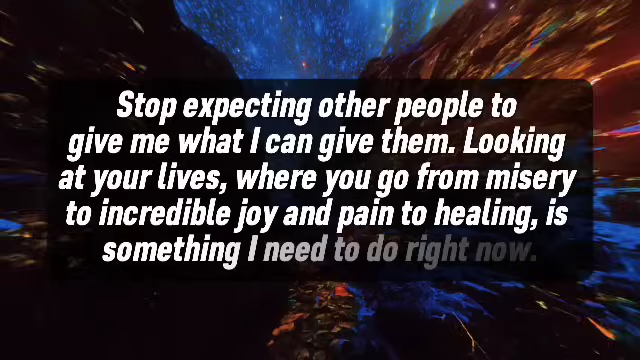 Stop expecting other people to
give me what I can give them. Looking
at your lives, where you go from misery
to incredible joy and pain to healing, is
something I need to do right now.